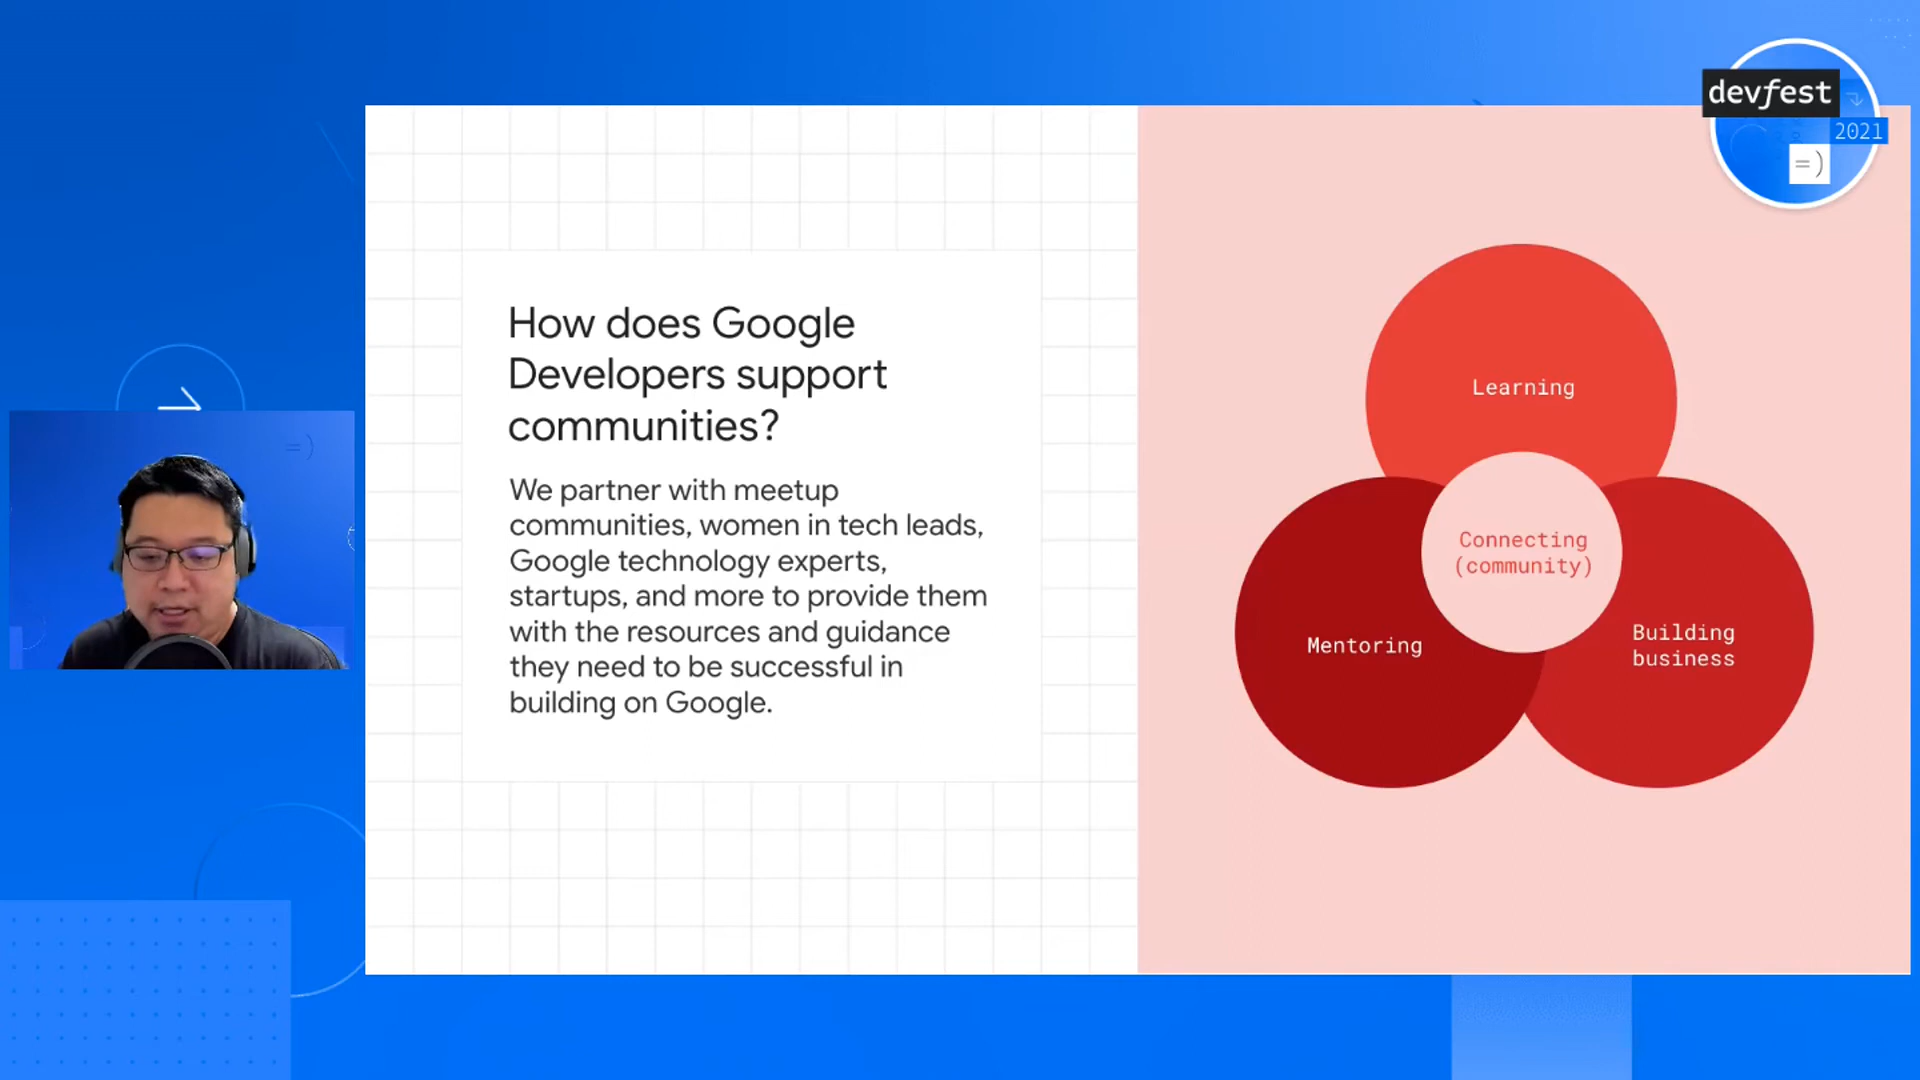 devfest
2021
=)
=)
How does Google
Developers support
communities?
We partner with meetup
communities, women in tech leads,
Google technology experts,
startups, and more to provide them
with the resources and guidance
they need to be successful in
building on Google.
Learning
Connecting
(community)
Mentoring
Building
business